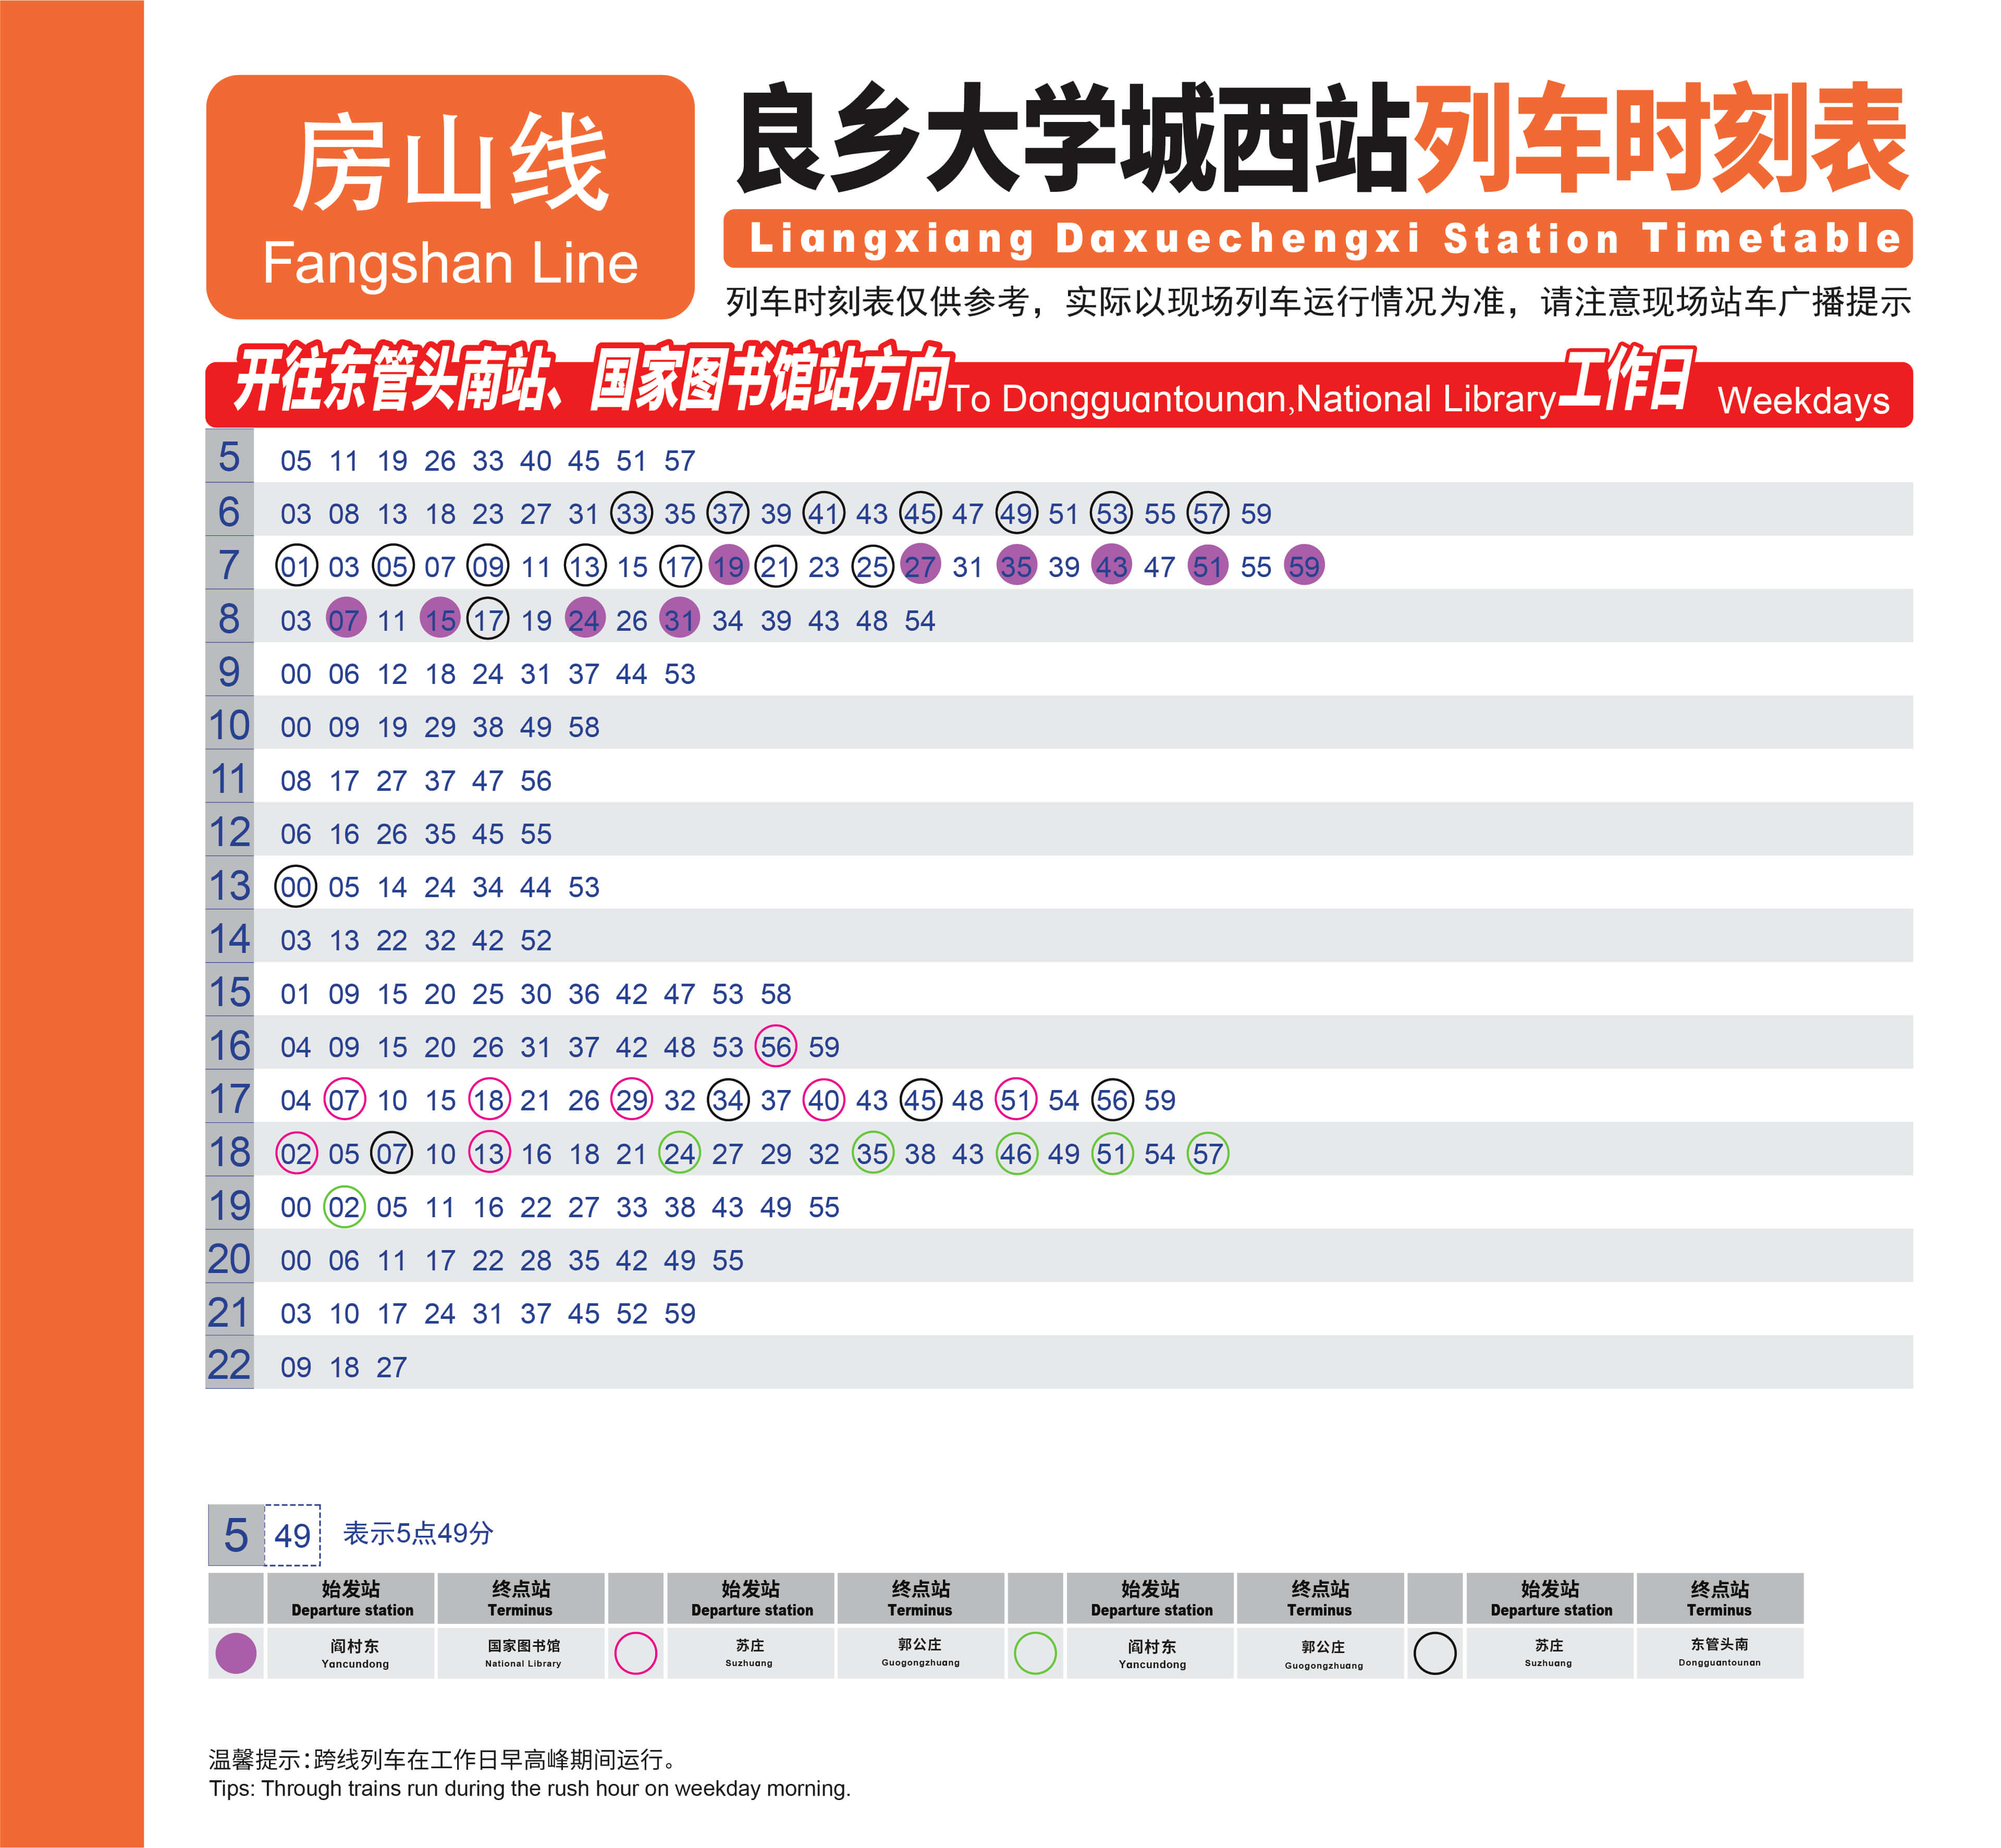 房山线
Fangshan Line
良乡大学城西站列车时刻表
Liangxiang Daxuechengxi Station Timetable
列车时刻表仅供参考，实际以现场列车运行情况为准，请注意现场站车广播提示
开往东管头南站、国家图书馆站方向To Dongguantounan,National Library工作日 Weekdays
5 05 11 19 26 33 40 45 51 57
6 03 08 13 18 23 27 31 33 35 37 39 41 43 45 47 49 51 53 55 57 59
7 01 03 05 07 09 11 13 15 17 19 21 23 25 27 31 35 39 43 47 51 55 59
8 03 07 11 15 17 19 24 26 31 34 39 43 48 54
9 00 06 12 18 24 31 37 44 53
10 00 09 19 29 38 49 58
11 08 17 27 37 47 56
12 06 16 26 35 45 55
13 00 05 14 24 34 44 53
14 03 13 22 32 42 52
15 01 09 15 20 25 30 36 42 47 53 58
16 04 09 15 20 26 31 37 42 48 53 56 59
17 04 07 10 15 18 21 26 29 32 34 37 40 43 45 48 51 54 56 59
18 02 05 07 10 13 16 18 21 24 27 29 32 35 38 43 46 49 51 54 57
19 00 02 05 11 16 22 27 33 38 43 49 55
20 00 06 11 17 22 28 35 42 49 55
21 03 10 17 24 31 37 45 52 59
22 09 18 27
5 49 表示5点49分
始发站 终点站 始发站 终点站 始发站 终点站 始发站 终点站
Departure station Terminus Departure station Terminus Departure station Terminus Departure station Terminus
阎村东 国家图书馆 苏庄 郭公庄 阎村东 郭公庄 苏庄 东管头南
Yancundong National Library Suzhuang Guogongzhuang Yancundong Guogongzhuang Suzhuang Dongguantounan
温馨提示：跨线列车在工作日早高峰期间运行。
Tips: Through trains run during the rush hour on weekday morning.